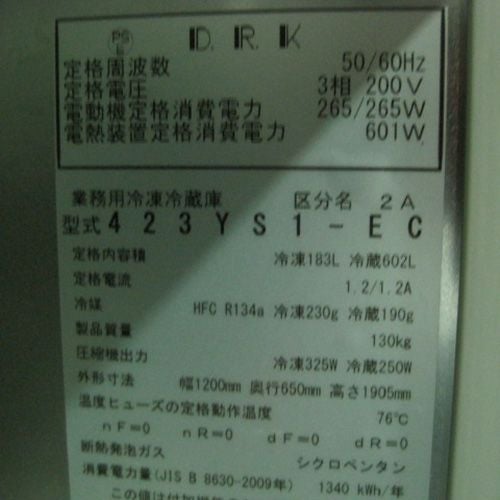 PS
E
D.R.K
定格周波数 50/60Hz
定格電圧 3相 200V
電動機定格消費電力 265/265W
電熱装置定格消費電力 601W
業務用冷凍冷蔵庫 区分名 2A
型式 423YS1-EC
定格内容積 冷凍183L 冷蔵602L
定格電流 1.2/1.2A
冷媒 HFC R134a 冷凍230g 冷蔵190g
製品質量 130kg
圧縮機出力 冷凍325W 冷蔵250W
外形寸法 幅1200mm 奥行650mm 高さ1905mm
温度ヒューズの定格動作温度 76℃
nF=0 nR=0 dF=0 dR=0
断熱発泡ガス シクロペンタン
消費電力量(JIS B 8630-2009年) 1340 kWh/年
この値は付加機能